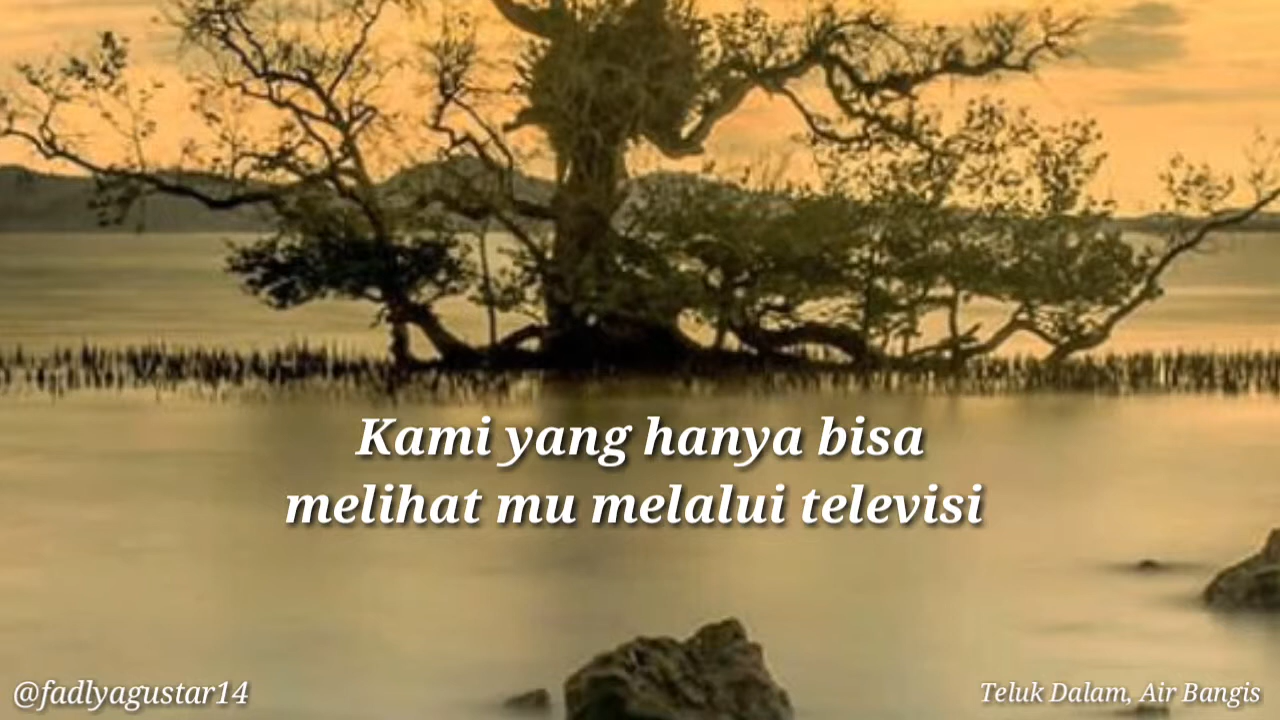 Kami yang hanya bisa
melihat mu melalui televisi
@fadlyagustar14
Teluk Dalam, Air Bangis